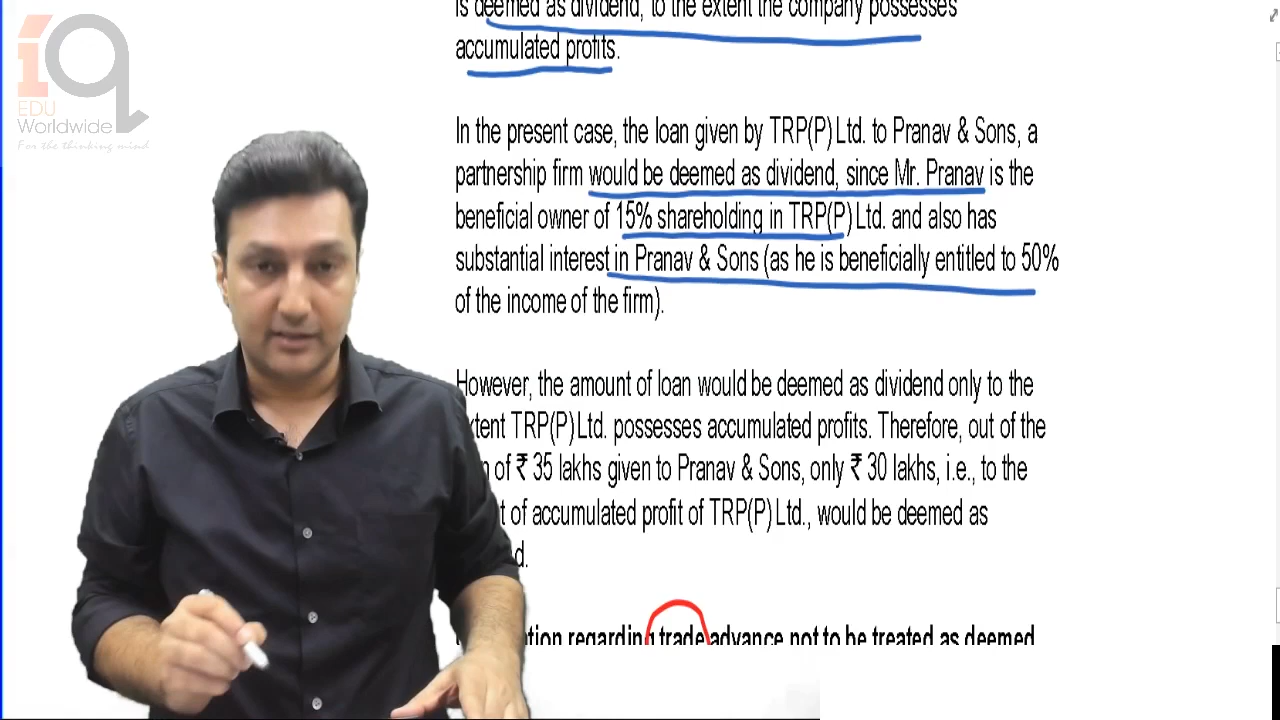 iq
EDU
Worldwide
For the thinking mind
is deemed as dividend, to the extent the company possesses
accumulated profits.
In the present case, the loan given by TRP(P) Ltd. to Pranav & Sons, a
partnership firm would be deemed as dividend, since Mr. Pranav is the
beneficial owner of 15% shareholding in TRP(P) Ltd. and also has
substantial interest in Pranav & Sons (as he is beneficially entitled to 50%
of the income of the firm).
However, the amount of loan would be deemed as dividend only to the
extent TRP(P) Ltd. possesses accumulated profits. Therefore, out of the
of ₹ 35 lakhs given to Pranav & Sons, only ₹ 30 lakhs, i.e., to the
of accumulated profit of TRP(P) Ltd., would be deemed as
regarding trade advance not to be treated as deemed